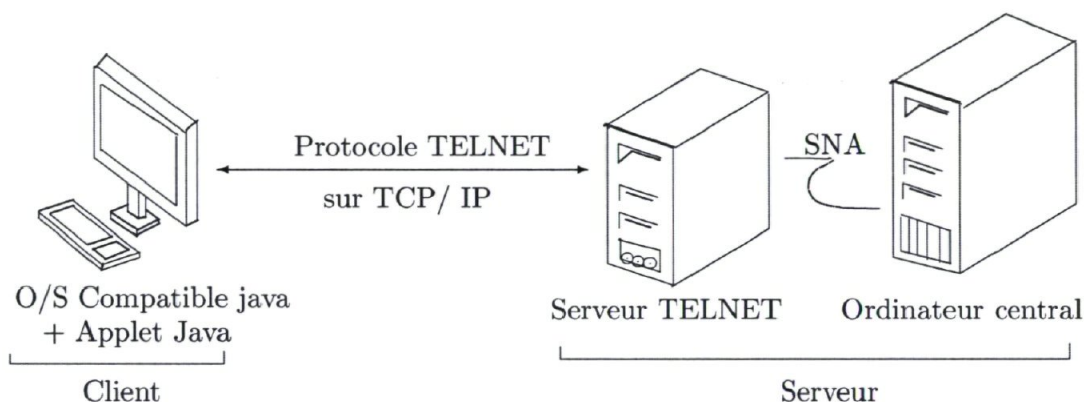 Protocole TELNET
sur TCP/ IP
SNA
O/S Compatible java
+ Applet Java
Serveur TELNET
Ordinateur central
Client
Serveur